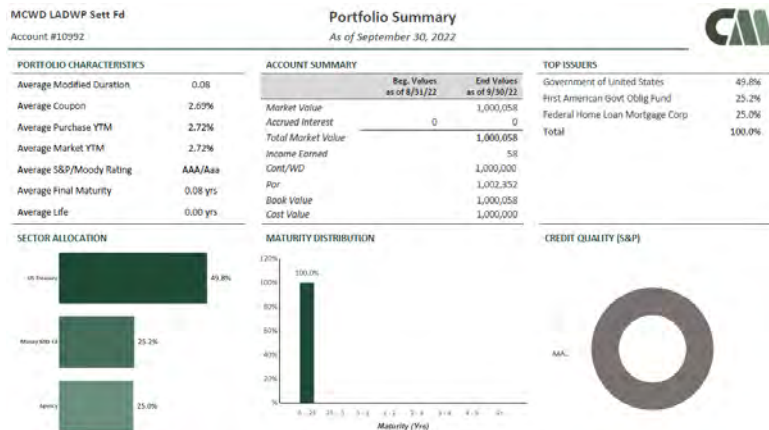 MCWD LADWP Sett Fd
Account #10992
Portfolio Summary
As of September 30, 2022
CM
PORTFOLIO CHARACTERISTICS
Average Modified Duration 0.08
Average Coupon 2.69%
Average Purchase YTM 2.72%
Average Market YTM 2.72%
Average S&P/Moody Rating AAA/Aaa
Average Final Maturity 0.08 yrs
Average Life 0.00 yrs
ACCOUNT SUMMARY
Beg. Values as of 8/31/22
End Values as of 9/30/22
Market Value 1,000,058
Accrued Interest 0 0
Total Market Value 1,000,058
Income Earned 58
Cont/WD 1,000,000
Par 1,002,352
Book Value 1,000,058
Cost Value 1,000,000
TOP ISSUERS
Government of United States 49.8%
First American Govt Oblig Fund 25.2%
Federal Home Loan Mortgage Corp 25.0%
Total 100.0%
SECTOR ALLOCATION
US Treasury 49.8%
25.2%
Agency 25.0%
MATURITY DISTRIBUTION
120%
100%
80%
60%
40%
20%
0%
100.0%
Maturity (Yrs)
CREDIT QUALITY (S&P)